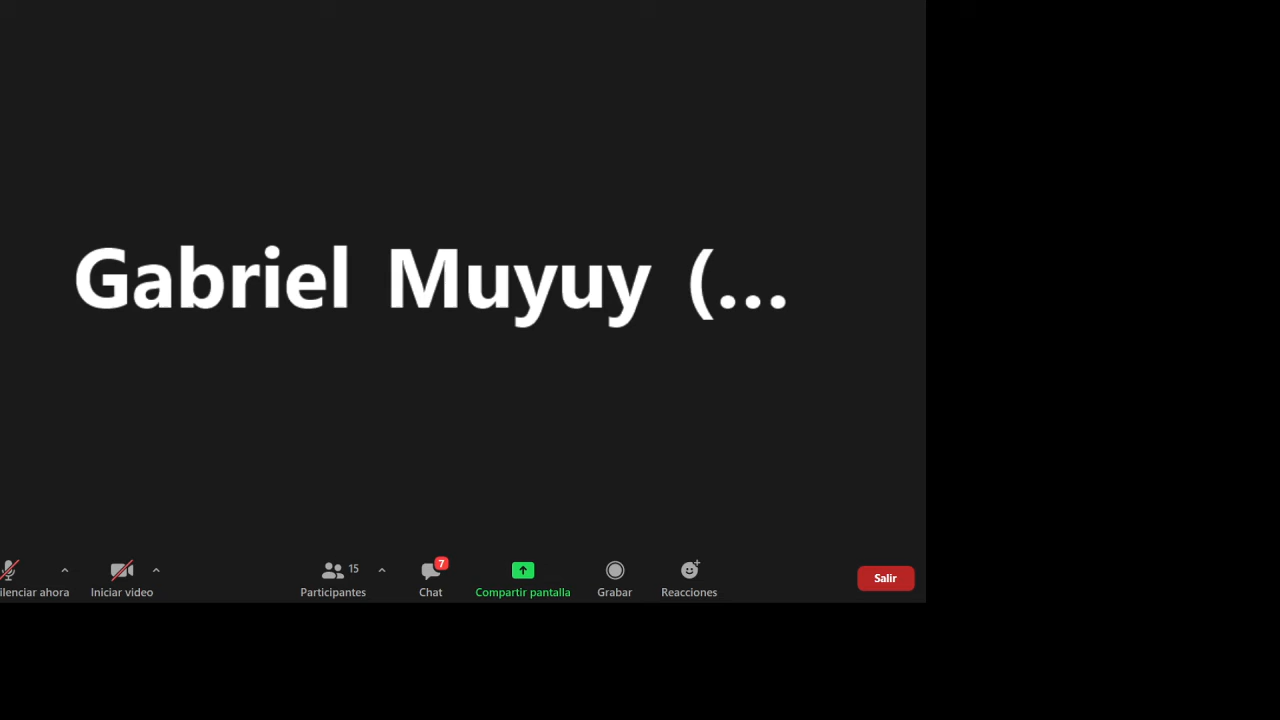 Gabriel Muyuy (...
15
7
ilenciar ahora
Iniciar video
Participantes
Chat
Compartir pantalla
Grabar
Reacciones
Salir